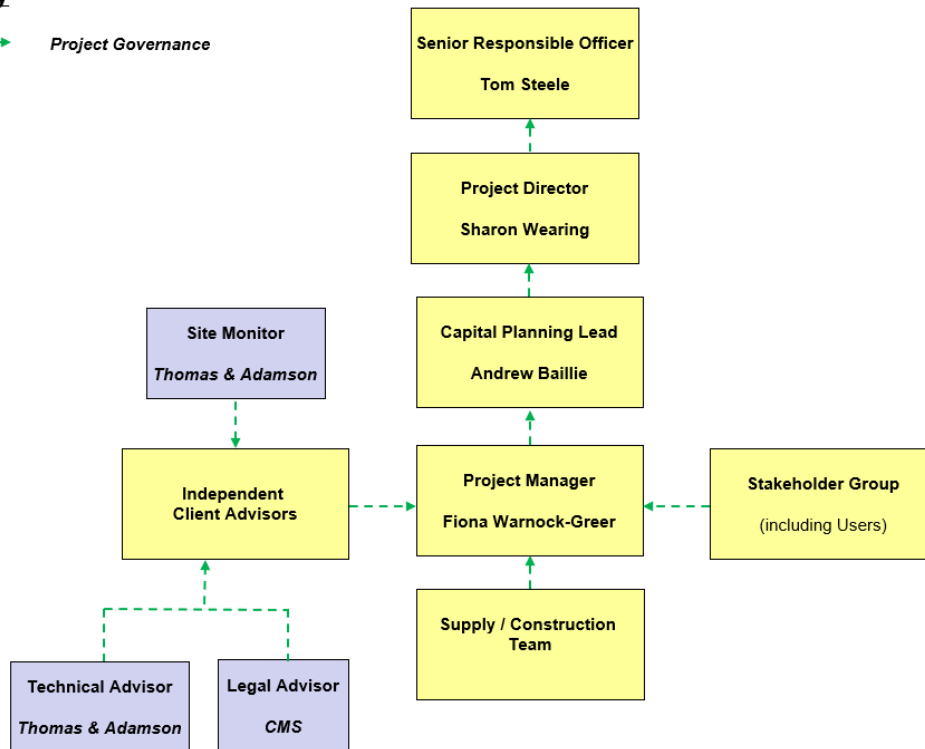 Project Governance
Senior Responsible Officer
Tom Steele
Project Director
Sharon Wearing
Site Monitor
Thomas & Adamson
Capital Planning Lead
Andrew Baillie
Independent
Client Advisors
Project Manager
Fiona Warnock-Greer
Stakeholder Group
(including Users)
Supply / Construction
Team
Technical Advisor
Thomas & Adamson
Legal Advisor
CMS